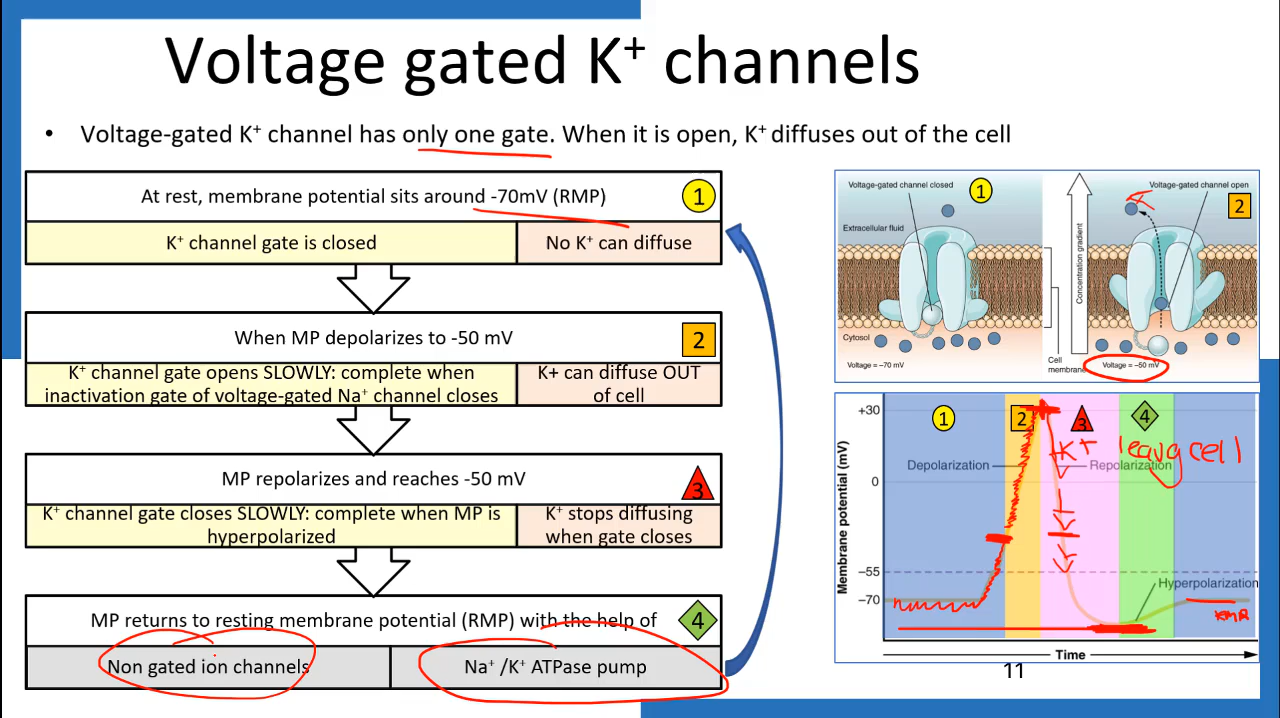 Voltage gated K⁺ channels
• Voltage-gated K⁺ channel has only one gate. When it is open, K⁺ diffuses out of the cell
At rest, membrane potential sits around -70mV (RMP)
1
K⁺ channel gate is closed
No K⁺ can diffuse
When MP depolarizes to -50 mV
2
K⁺ channel gate opens SLOWLY: complete when
inactivation gate of voltage-gated Na⁺ channel closes
K+ can diffuse OUT
of cell
MP repolarizes and reaches -50 mV
3
K⁺ channel gate closes SLOWLY: complete when MP is
hyperpolarized
K⁺ stops diffusing
when gate closes
MP returns to resting membrane potential (RMP) with the help of
4
Non gated ion channels
Na⁺ /K⁺ ATPase pump
Voltage-gated channel closed
1
Extracellular fluid
Cytosol
Voltage = –70 mV
Cell
membrane
Concentration gradient
Voltage-gated channel open
2
Voltage = –50 mV
Membrane potential (mV)
+30
0
–55
–70
1
2
3
4
Depolarization
Repolarization
Hyperpolarization
K+
leavg cell
K+
Time
11